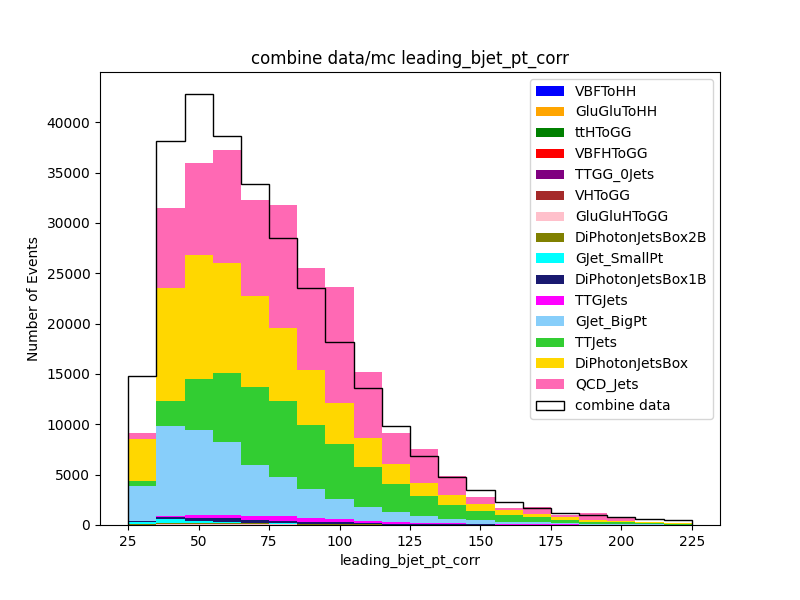 combine data/mc leading_bjet_pt_corr
Number of Events
40000
35000
30000
25000
20000
15000
10000
5000
0
25
50
75
100
125
150
175
200
225
leading_bjet_pt_corr
VBFToHH
GluGluToHH
ttHToGG
VBFHToGG
TTGG_0Jets
VHToGG
GluGluHToGG
DiPhotonJetsBox2B
GJet_SmallPt
DiPhotonJetsBox1B
TTGJets
GJet_BigPt
TTJets
DiPhotonJetsBox
QCD_Jets
combine data